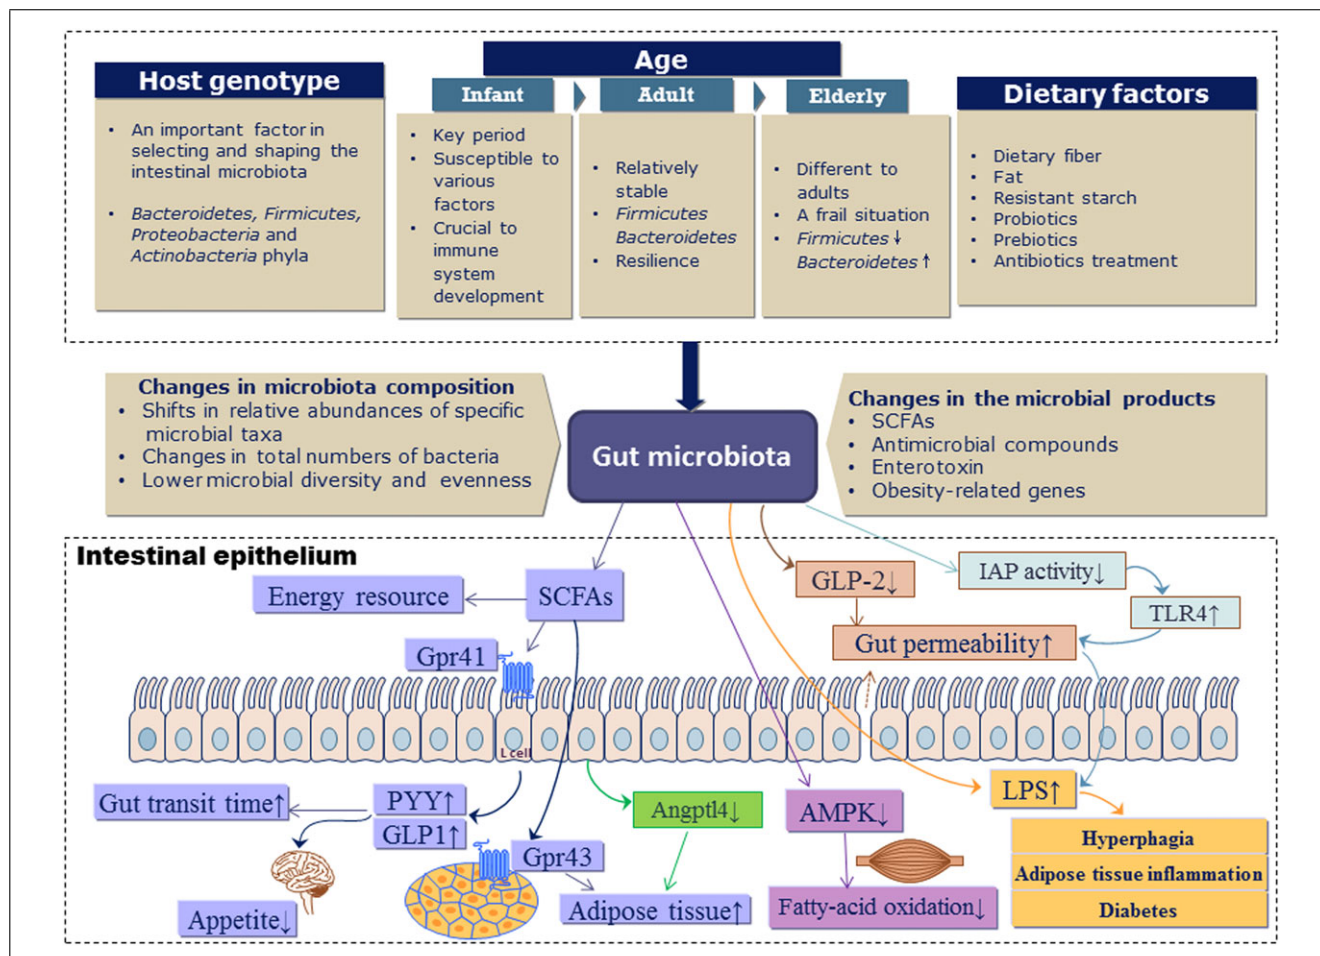 Host genotype
• An important factor in
selecting and shaping the
intestinal microbiota
• Bacteroidetes, Firmicutes,
Proteobacteria and
Actinobacteria phyla
Age
Infant
• Key period
• Susceptible to
various
factors
• Crucial to
immune
system
development
Adult
• Relatively
stable
• Firmicutes
Bacteroidetes
• Resilience
Elderly
• Different to
adults
• A frail situation
• Firmicutes ↓
Bacteroidetes ↑
Dietary factors
• Dietary fiber
• Fat
• Resistant starch
• Probiotics
• Prebiotics
• Antibiotics treatment
Changes in microbiota composition
• Shifts in relative abundances of specific
microbial taxa
• Changes in total numbers of bacteria
• Lower microbial diversity and evenness
Gut microbiota
Changes in the microbial products
• SCFAs
• Antimicrobial compounds
• Enterotoxin
• Obesity-related genes
Intestinal epithelium
Energy resource
SCFAs
GLP-2↓
IAP activity↓
TLR4↑
Gut permeability↑
Gpr41
L cell
Gut transit time↑
PYY↑
GLP1↑
Appetite↓
Gpr43
Angptl4↓
Adipose tissue↑
AMPK↓
Fatty-acid oxidation↓
LPS↑
Hyperphagia
Adipose tissue inflammation
Diabetes